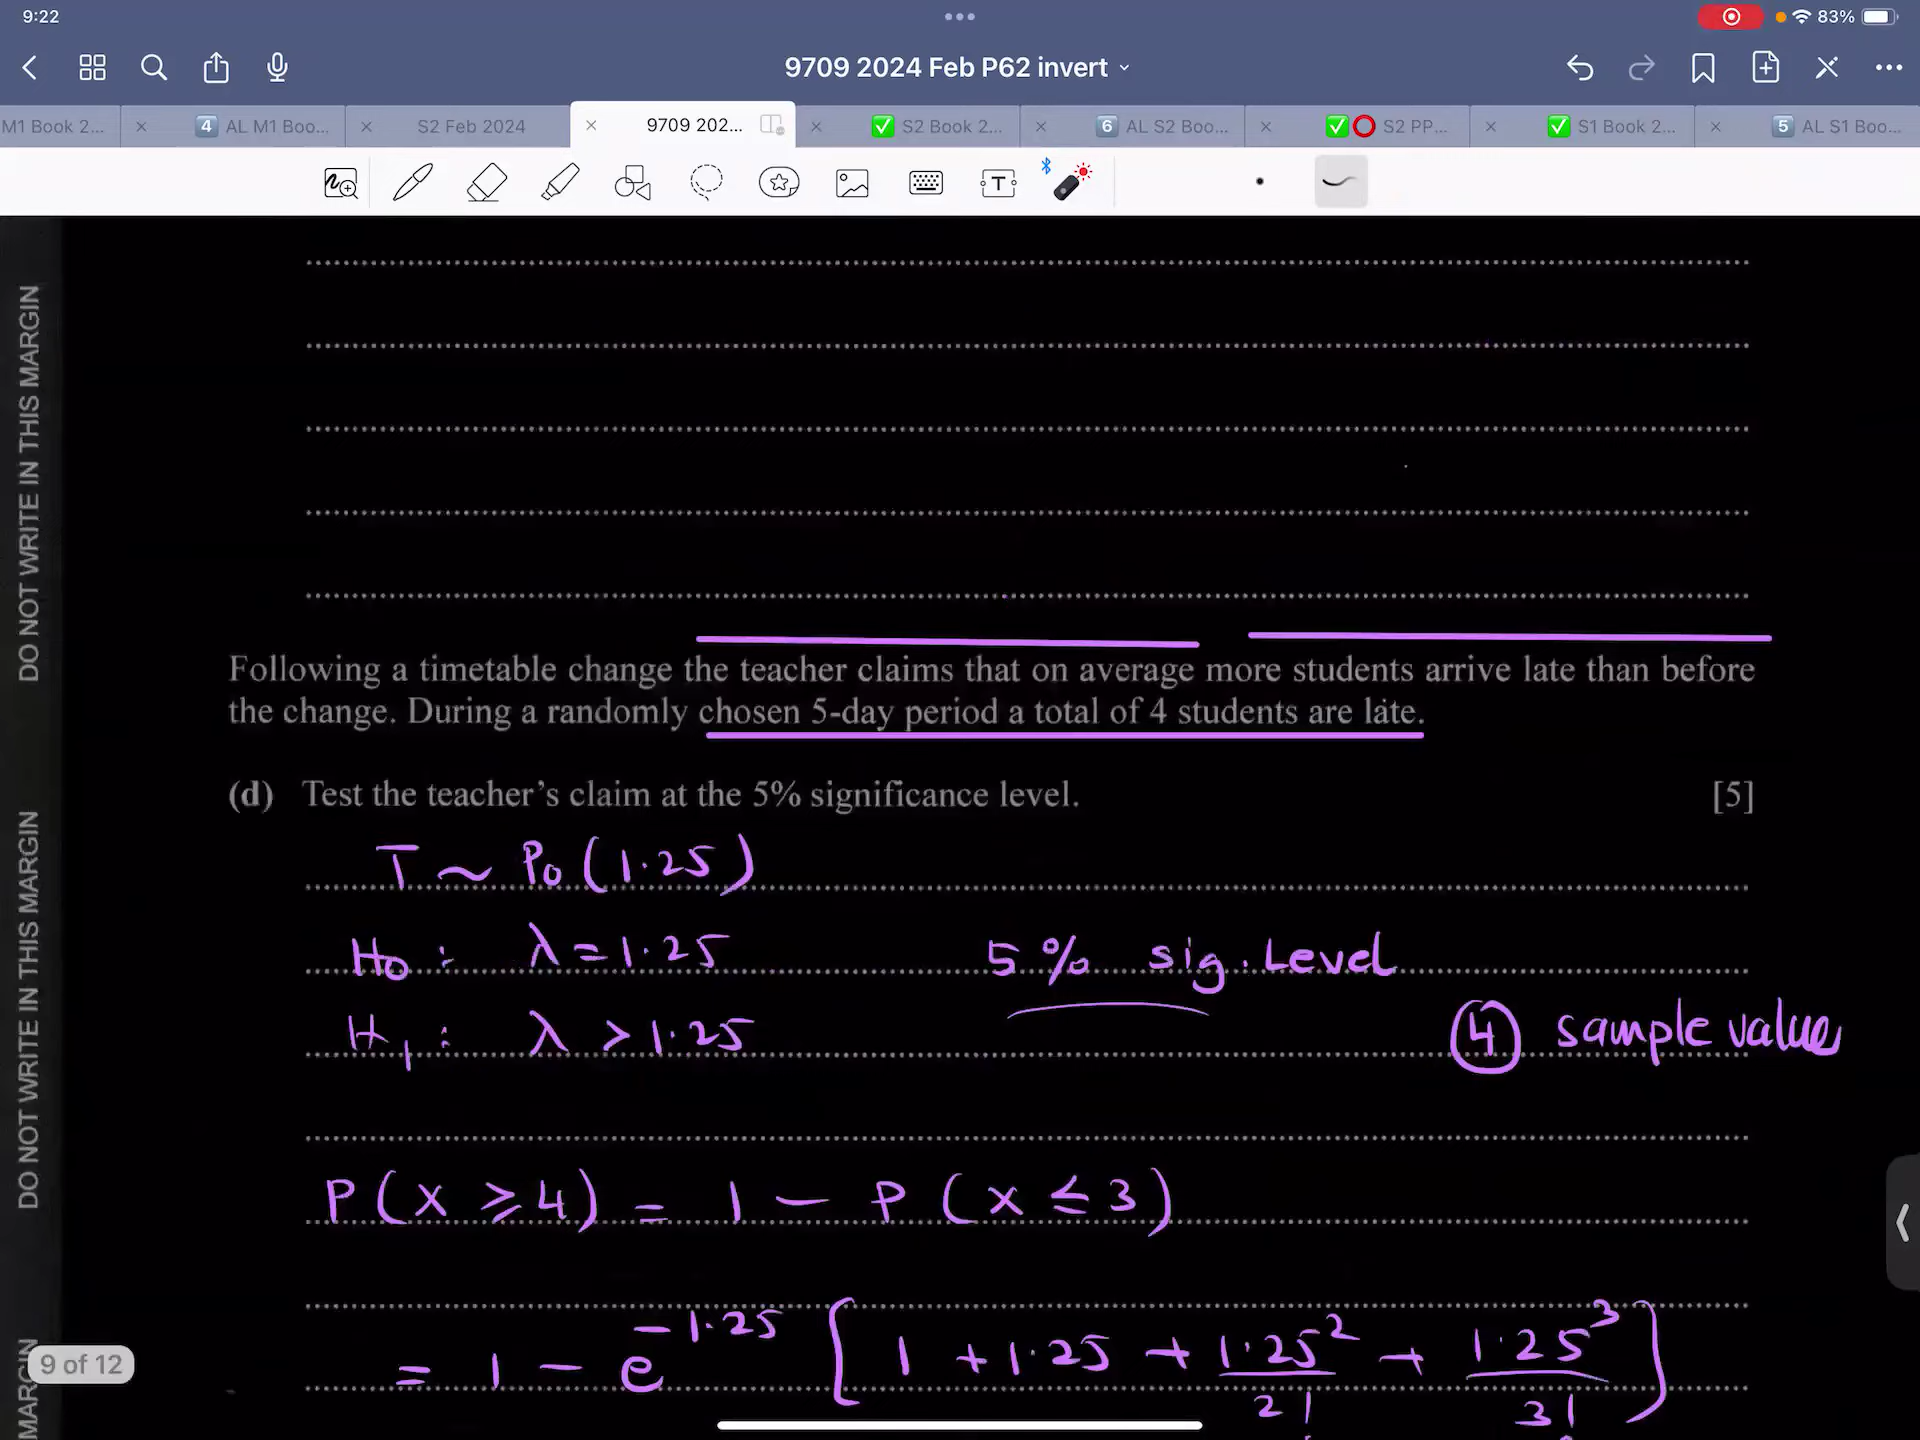 9:22
83%
9709 2024 Feb P62 invert
M1 Book 2...
4 AL M1 Boo...
S2 Feb 2024
9709 202...
S2 Book 2...
6 AL S2 Boo...
S2 PP...
S1 Book 2...
5 AL S1 Boo...
T
DO NOT WRITE IN THIS MARGIN
DO NOT WRITE IN THIS MARGIN
MARGIN
Following a timetable change the teacher claims that on average more students arrive late than before
the change. During a randomly chosen 5-day period a total of 4 students are late.
(d) Test the teacher's claim at the 5% significance level. [5]
T ~ Po (1.25)
H0 : λ = 1.25 5% sig. Level
H1 : λ > 1.25 4 sample value
P(X ≥ 4) = 1 − P(X ≤ 3)
= 1 − e^−1.25 [1 + 1.25 + 1.25²/2! + 1.25³/3!]
9 of 12